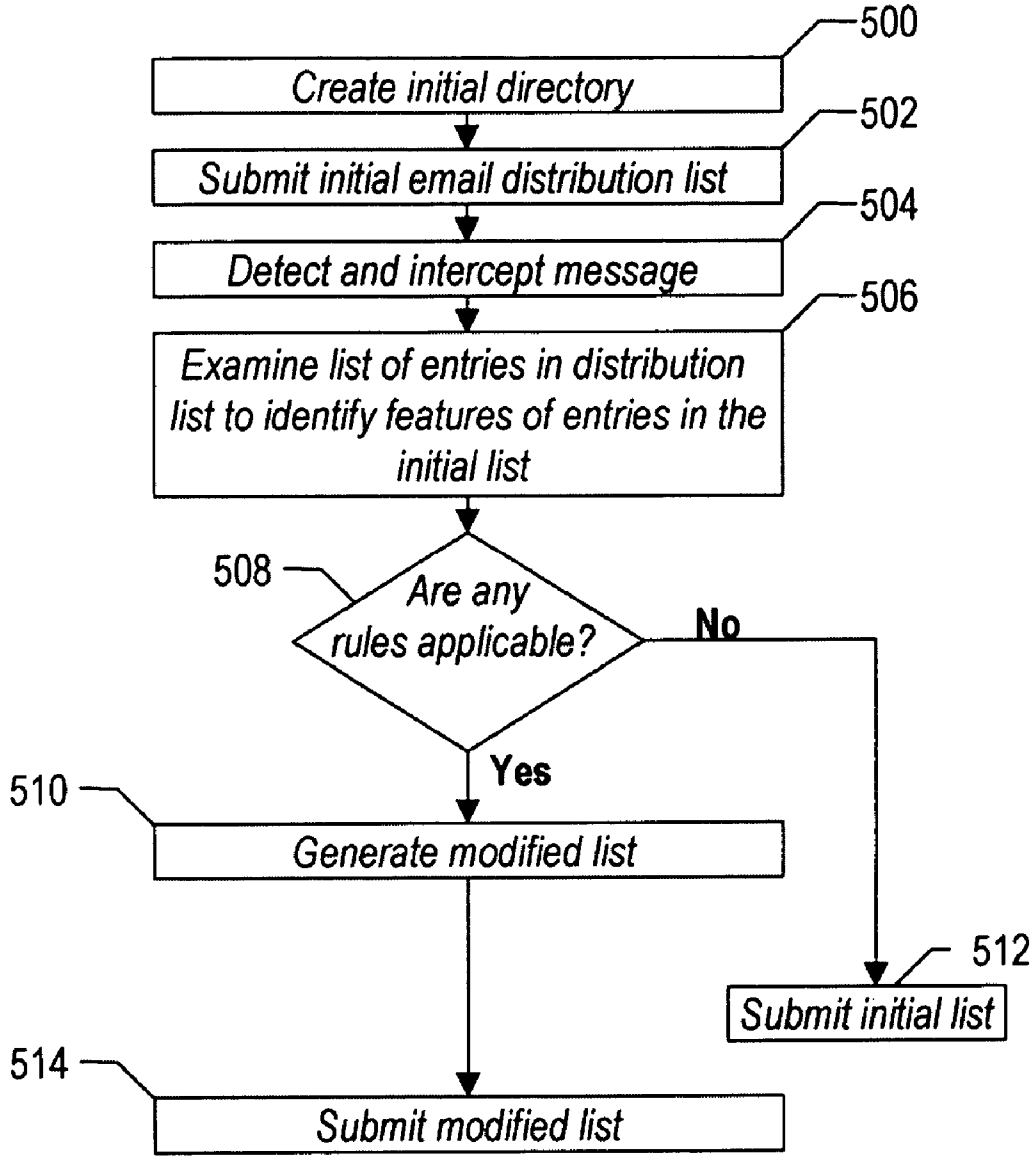 500
Create initial directory
502
Submit initial email distribution list
504
Detect and intercept message
506
Examine list of entries in distribution
list to identify features of entries in the
initial list
508
Are any
rules applicable?
No
Yes
510
Generate modified list
512
Submit initial list
514
Submit modified list